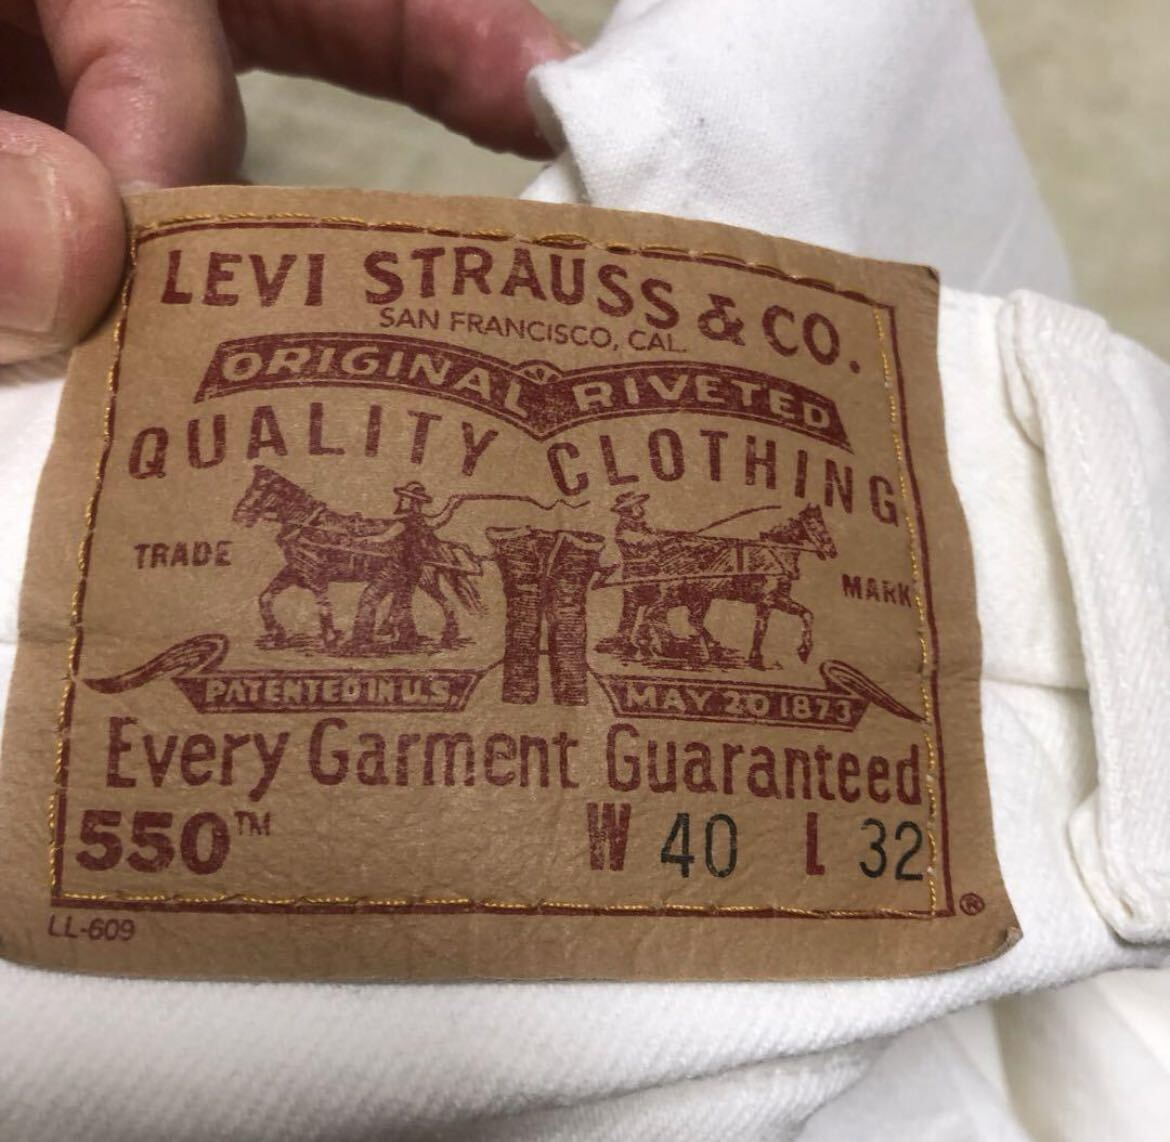 LEVI STRAUSS & CO.
SAN FRANCISCO, CAL.
ORIGINAL RIVETED
QUALITY CLOTHING
TRADE MARK
PATENTED IN U.S. MAY 20 1873
Every Garment Guaranteed
550™ W 40 L 32
LL-609 ®